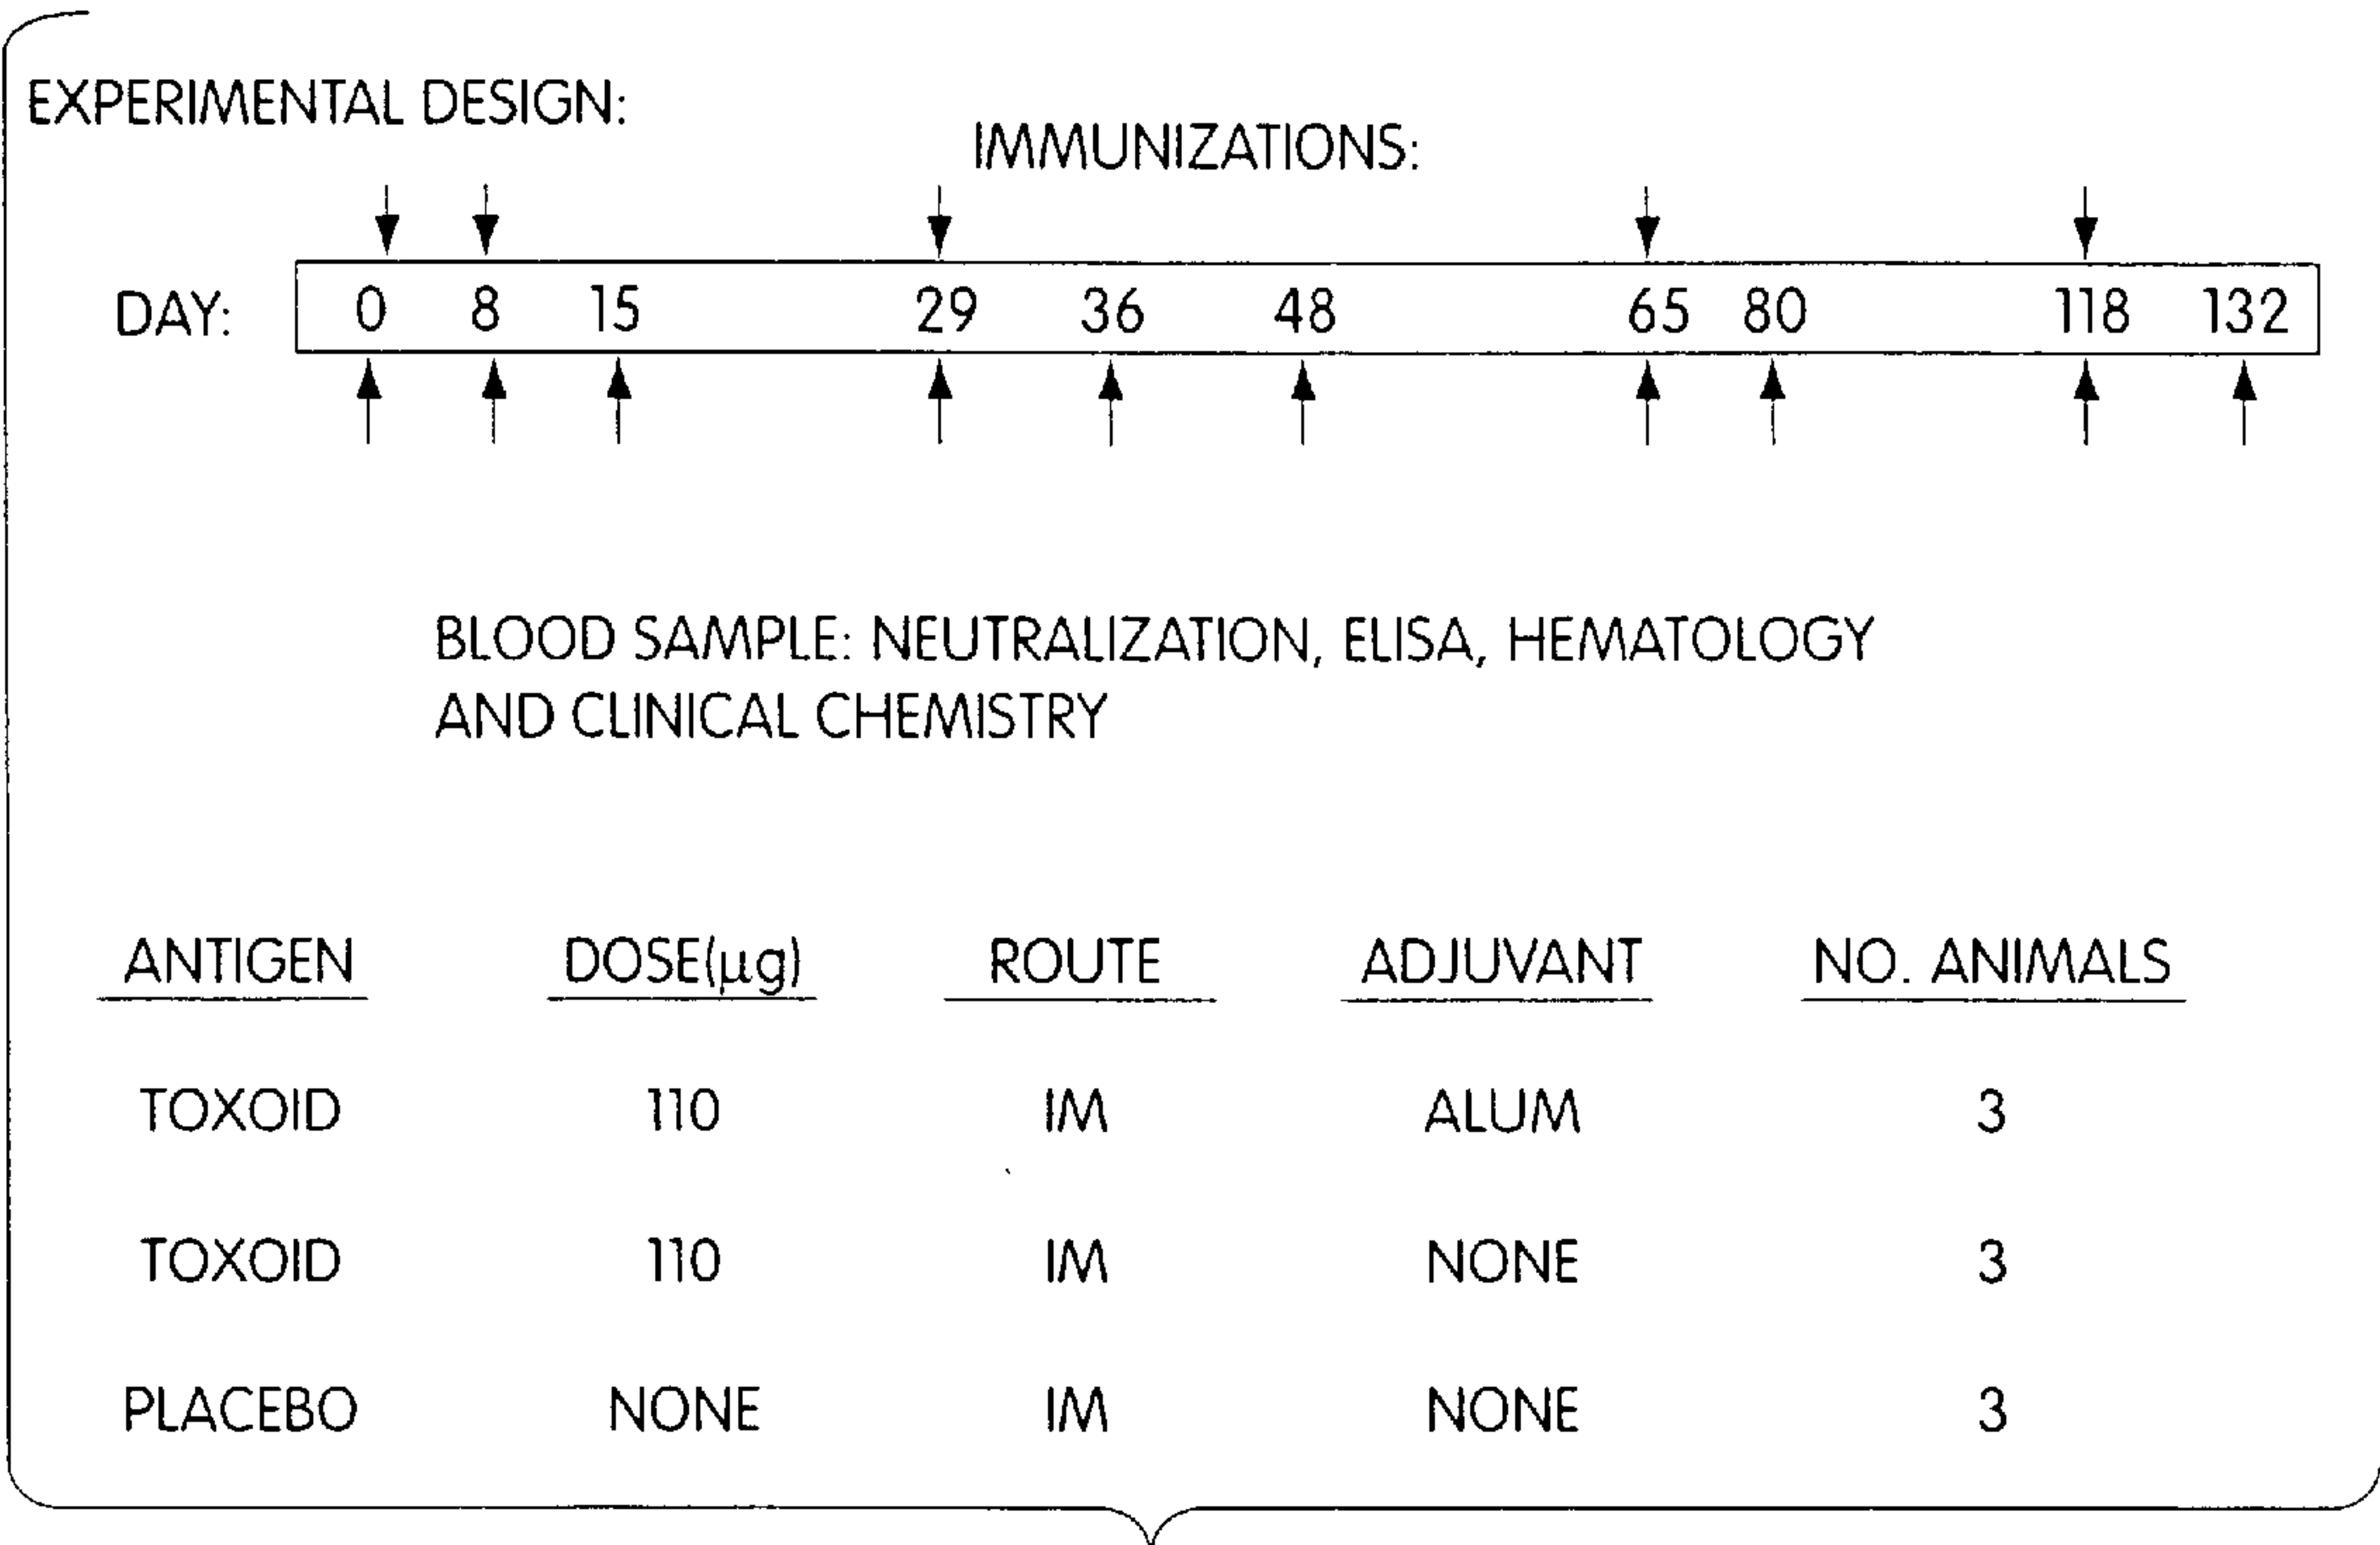 EXPERIMENTAL DESIGN:
IMMUNIZATIONS:
DAY: 0 8 15 29 36 48 65 80 118 132
BLOOD SAMPLE: NEUTRALIZATION, ELISA, HEMATOLOGY
AND CLINICAL CHEMISTRY
ANTIGEN DOSE(µg) ROUTE ADJUVANT NO. ANIMALS
TOXOID 110 IM ALUM 3
TOXOID 110 IM NONE 3
PLACEBO NONE IM NONE 3